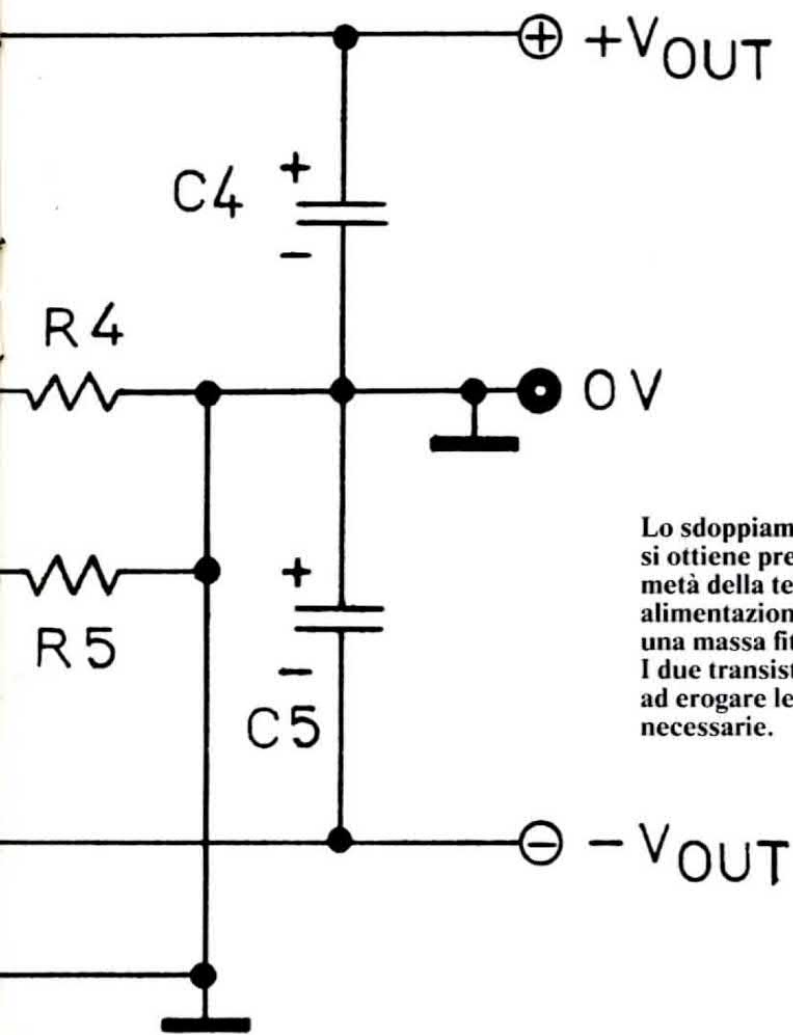 +VOUT
C4 +
-
R4
0 V
R5
+
-
C5
- VOUT
Lo sdoppiam
si ottiene pre
metà della te
alimentazion
una massa fit
I due transist
ad erogare le
necessarie.